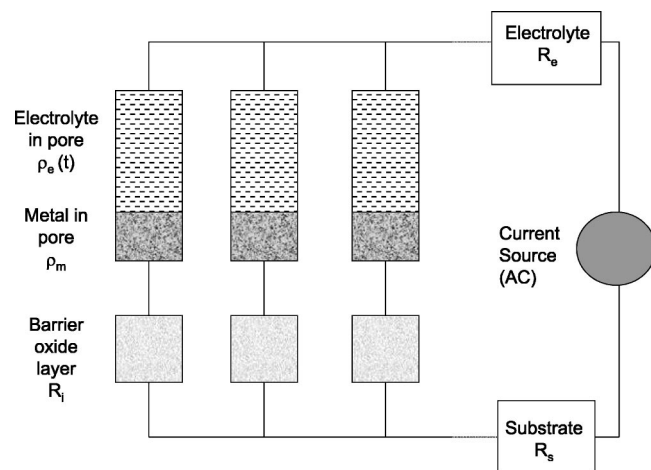 Electrolyte
Rₑ
Electrolyte
in pore
ρₑ (t)
Metal in
pore
ρₘ
Current
Source
(AC)
Barrier
oxide
layer
Rᵢ
Substrate
Rₛ